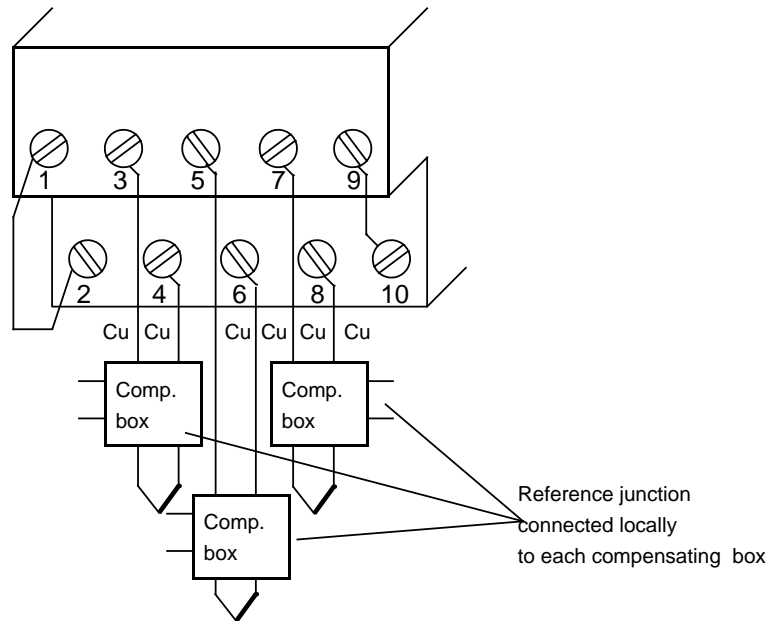 1 3 5 7 9
2 4 6 8 10
Cu Cu Cu Cu Cu Cu
Comp.
box
Comp.
box
Comp.
box
Reference junction
connected locally
to each compensating box